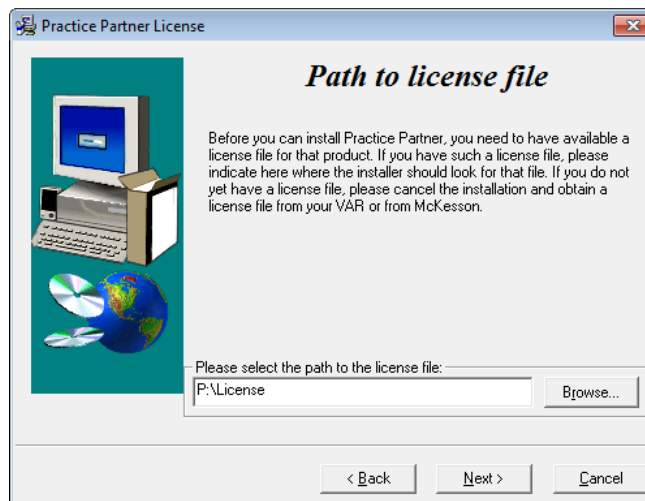 Practice Partner License
Path to license file
Before you can install Practice Partner, you need to have available a
license file for that product. If you have such a license file, please
indicate here where the installer should look for that file. If you do not
yet have a license file, please cancel the installation and obtain a
license file from your VAR or from McKesson.
Please select the path to the license file:
P:\License
Browse...
< Back
Next >
Cancel